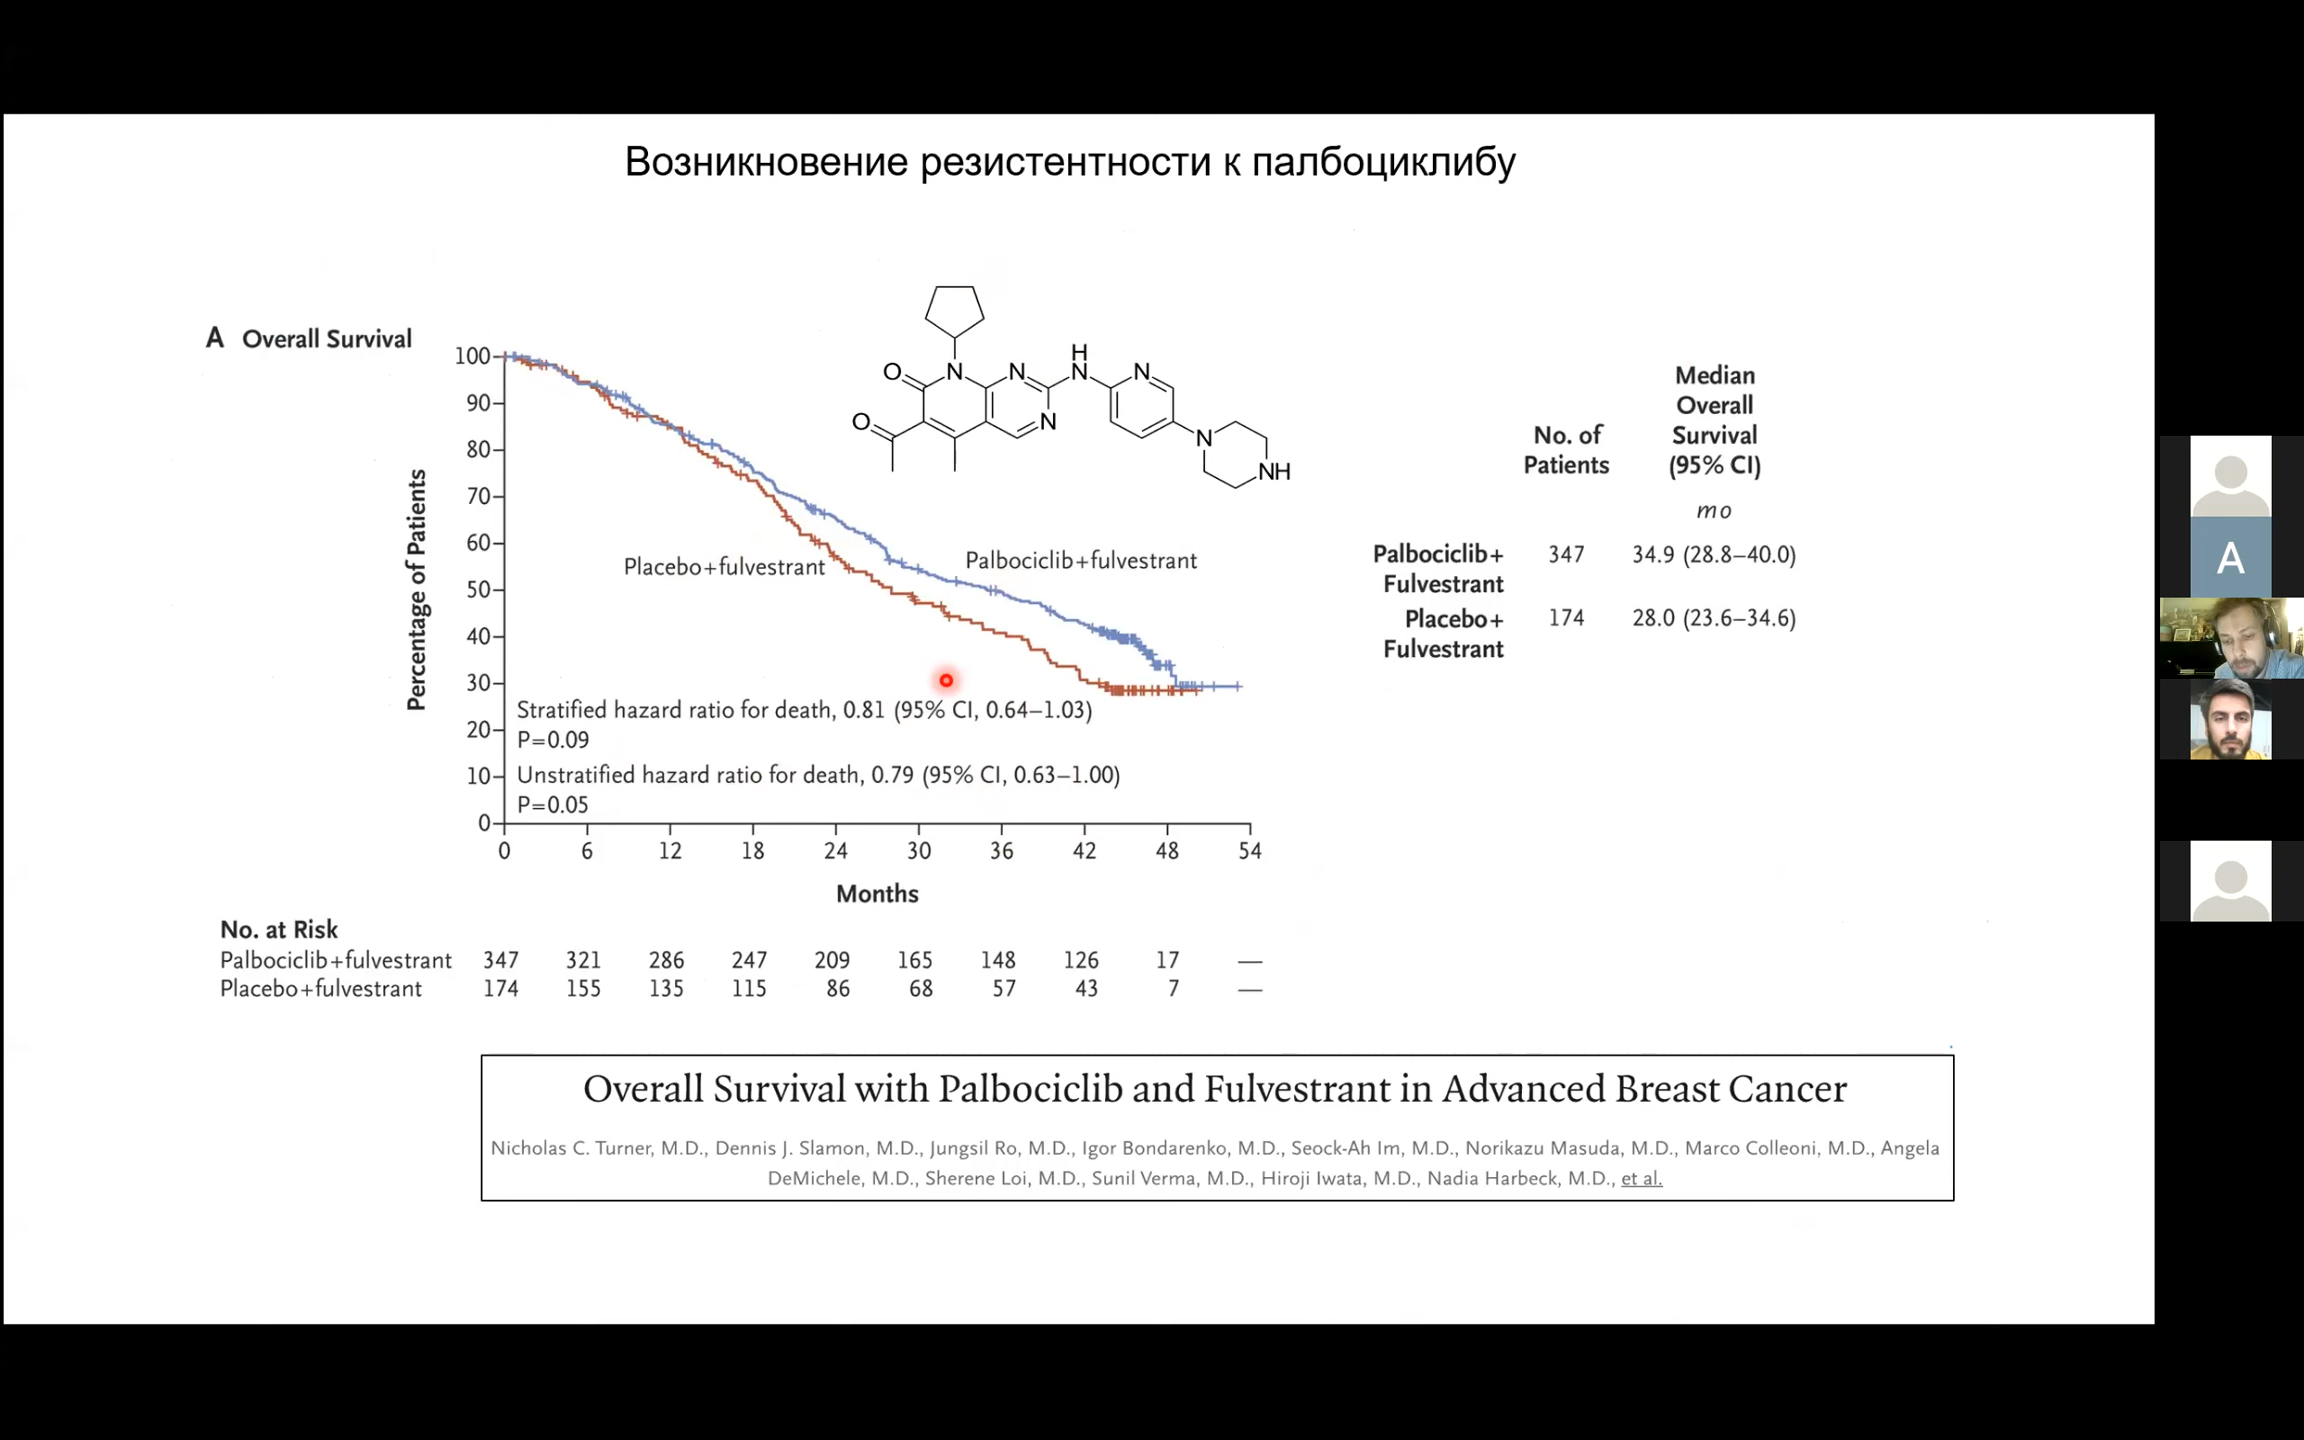 Возникновение резистентности к палбоциклибу
A Overall Survival
Percentage of Patients
100
90
80
70
60
50
40
30
20
10
0
0 6 12 18 24 30 36 42 48 54
Months
Placebo+fulvestrant
Palbociclib+fulvestrant
Stratified hazard ratio for death, 0.81 (95% CI, 0.64–1.03)
P=0.09
Unstratified hazard ratio for death, 0.79 (95% CI, 0.63–1.00)
P=0.05
O N N H N N
O N N NH
No. of
Patients
Median
Overall
Survival
(95% CI)
mo
Palbociclib+ 347 34.9 (28.8–40.0)
Fulvestrant
Placebo+ 174 28.0 (23.6–34.6)
Fulvestrant
No. at Risk
Palbociclib+fulvestrant 347 321 286 247 209 165 148 126 17 —
Placebo+fulvestrant 174 155 135 115 86 68 57 43 7 —
Overall Survival with Palbociclib and Fulvestrant in Advanced Breast Cancer
Nicholas C. Turner, M.D., Dennis J. Slamon, M.D., Jungsil Ro, M.D., Igor Bondarenko, M.D., Seock-Ah Im, M.D., Norikazu Masuda, M.D., Marco Colleoni, M.D., Angela
DeMichele, M.D., Sherene Loi, M.D., Sunil Verma, M.D., Hiroji Iwata, M.D., Nadia Harbeck, M.D., et al.
A